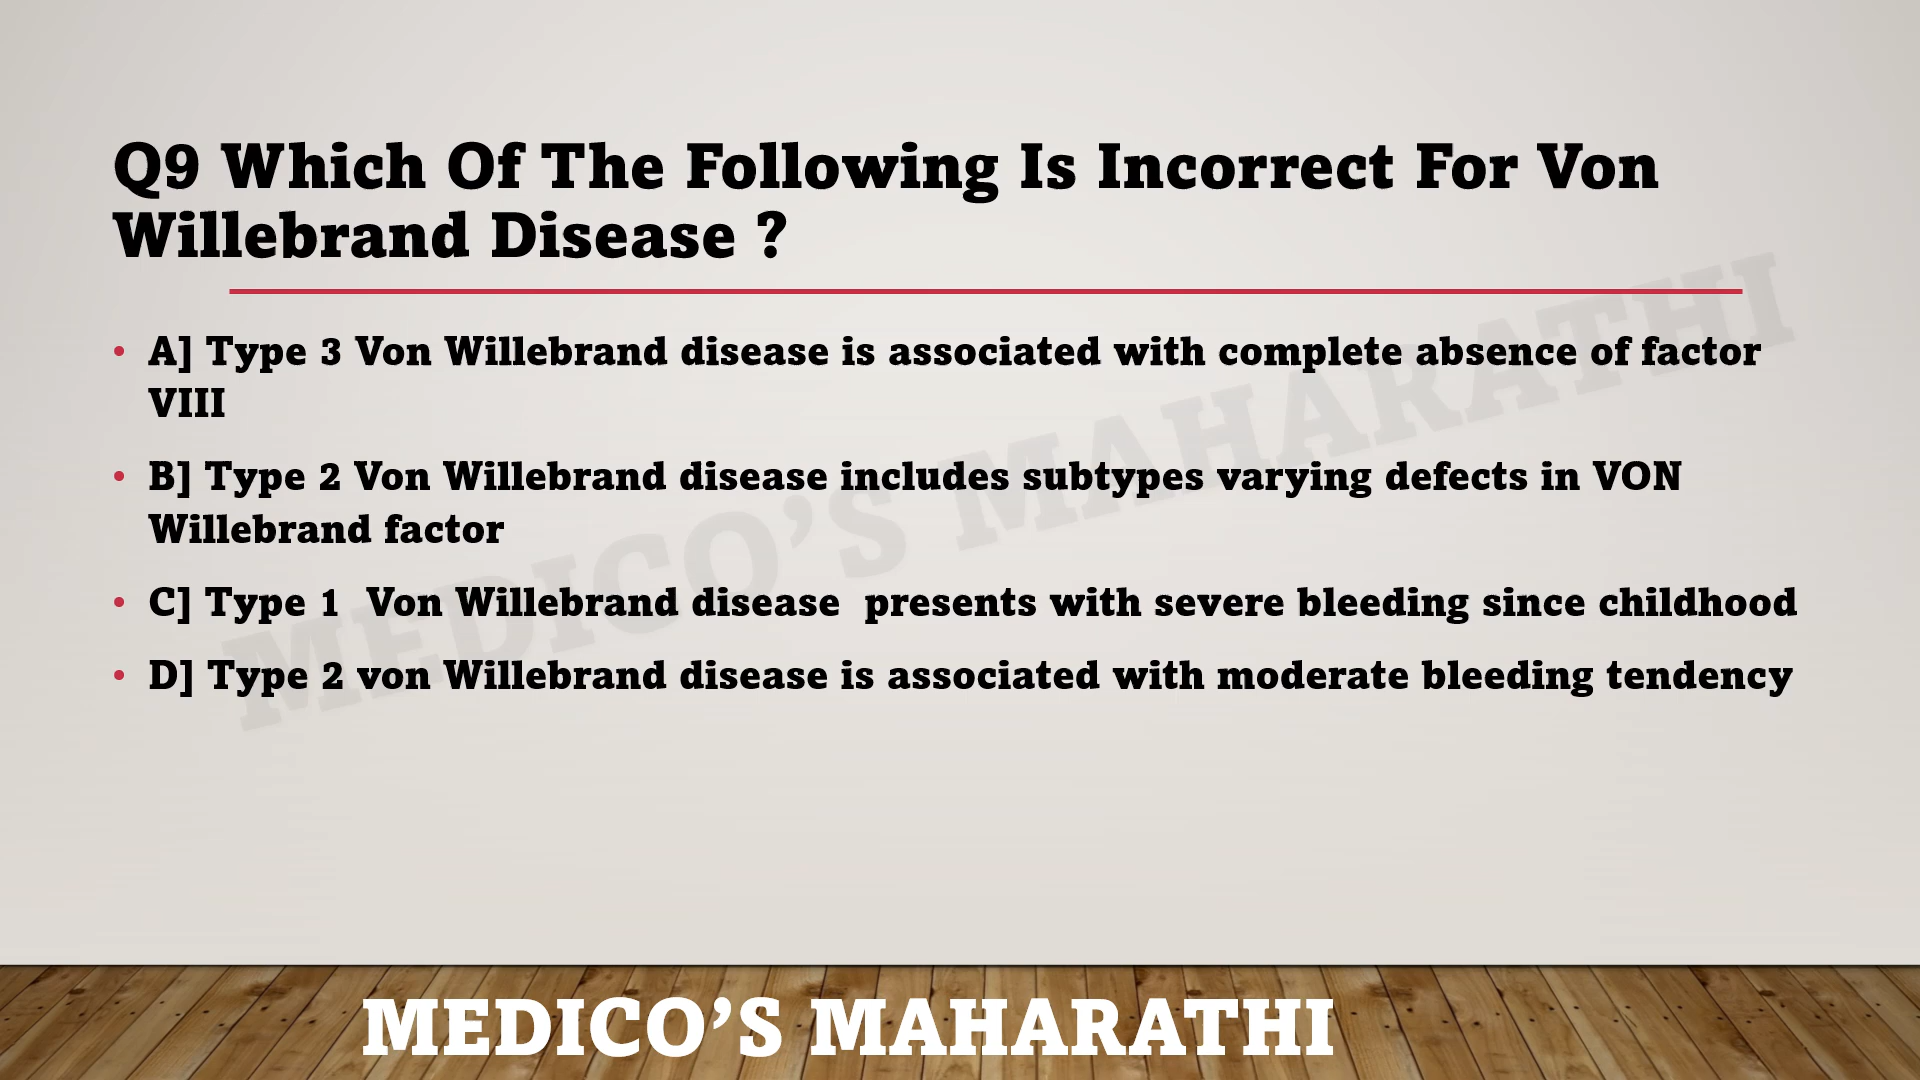 Q9 Which Of The Following Is Incorrect For Von
Willebrand Disease ?
• A] Type 3 Von Willebrand disease is associated with complete absence of factor
VIII
• B] Type 2 Von Willebrand disease includes subtypes varying defects in VON
Willebrand factor
• C] Type 1  Von Willebrand disease  presents with severe bleeding since childhood
• D] Type 2 von Willebrand disease is associated with moderate bleeding tendency
MEDICO’S MAHARATHI
MEDICO’S MAHARATHI